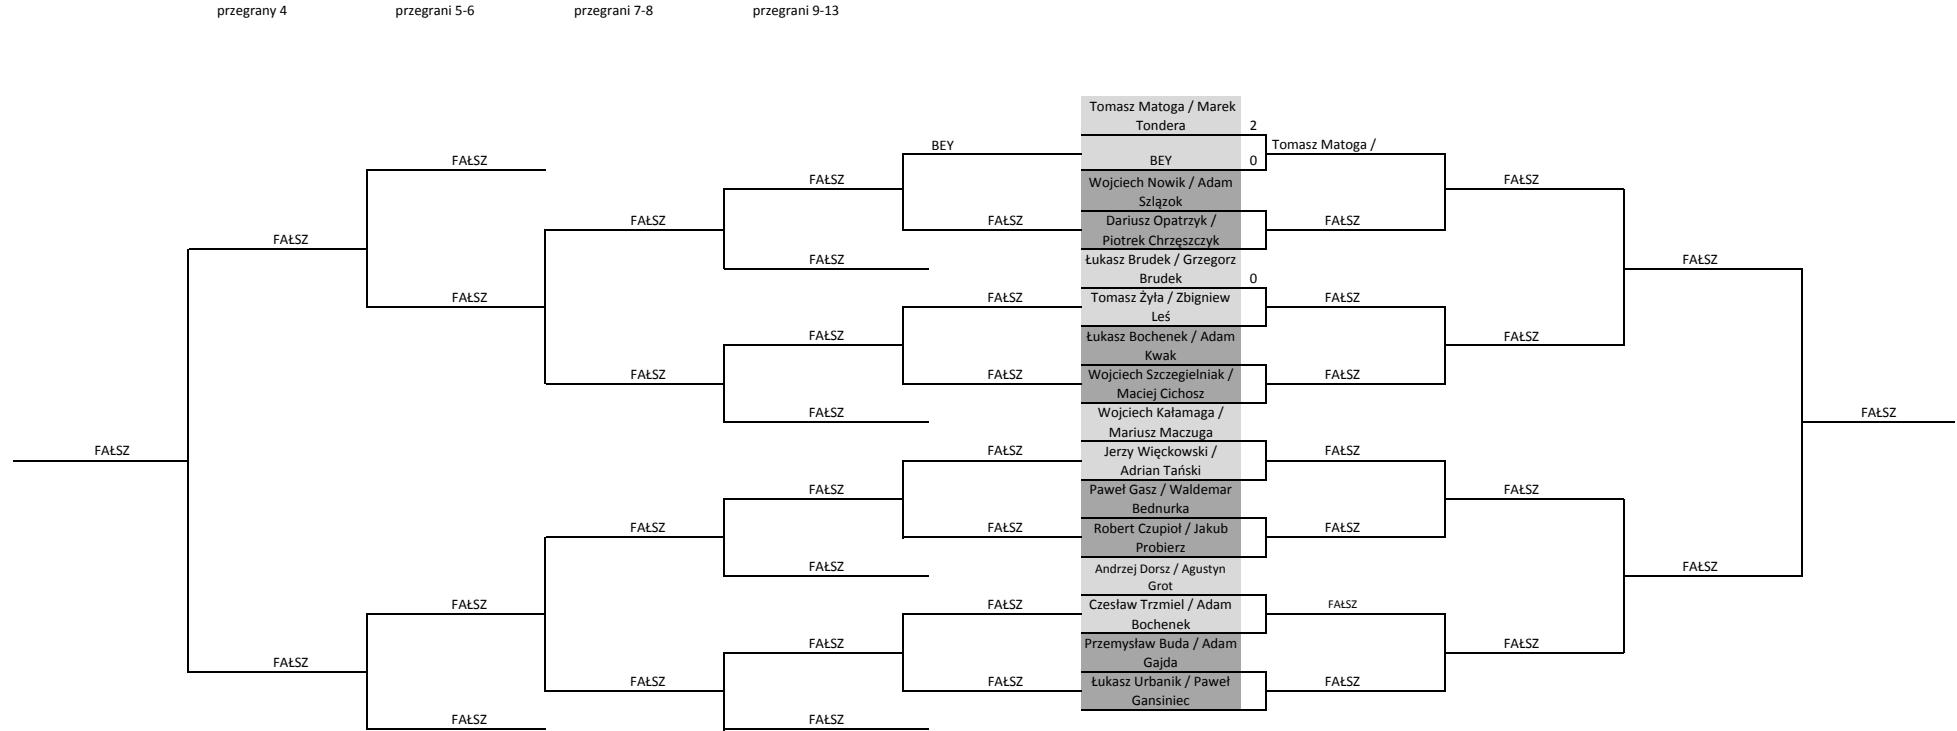 przegrany 4 przegrani 5-6 przegrani 7-8 przegrani 9-13
Tomasz Matoga / Marek
Tondera 2
BEY Tomasz Matoga /
FAŁSZ BEY 0
FAŁSZ FAŁSZ
Wojciech Nowik / Adam
Szlązok
FAŁSZ FAŁSZ Dariusz Opatrzyk / FAŁSZ
FAŁSZ Piotrek Chrzęszczyk
FAŁSZ Łukasz Brudek / Grzegorz FAŁSZ
Brudek 0
FAŁSZ FAŁSZ Tomasz Żyła / Zbigniew FAŁSZ
Leś
FAŁSZ Łukasz Bochenek / Adam FAŁSZ
Kwak
FAŁSZ FAŁSZ Wojciech Szczegielniak / FAŁSZ
Maciej Cichosz
FAŁSZ Wojciech Kałamaga / FAŁSZ
Mariusz Maczuga
FAŁSZ FAŁSZ Jerzy Więckowski / FAŁSZ
Adrian Tański
FAŁSZ Paweł Gasz / Waldemar FAŁSZ
Bednurka
FAŁSZ FAŁSZ Robert Czupioł / Jakub FAŁSZ
Probierz
FAŁSZ Andrzej Dorsz / Agustyn FAŁSZ
Grot
FAŁSZ FAŁSZ Czesław Trzmiel / Adam FAŁSZ
Bochenek
FAŁSZ Przemysław Buda / Adam FAŁSZ
Gajda
FAŁSZ
FAŁSZ FAŁSZ Łukasz Urbanik / Paweł FAŁSZ
Gansiniec
FAŁSZ FAŁSZ